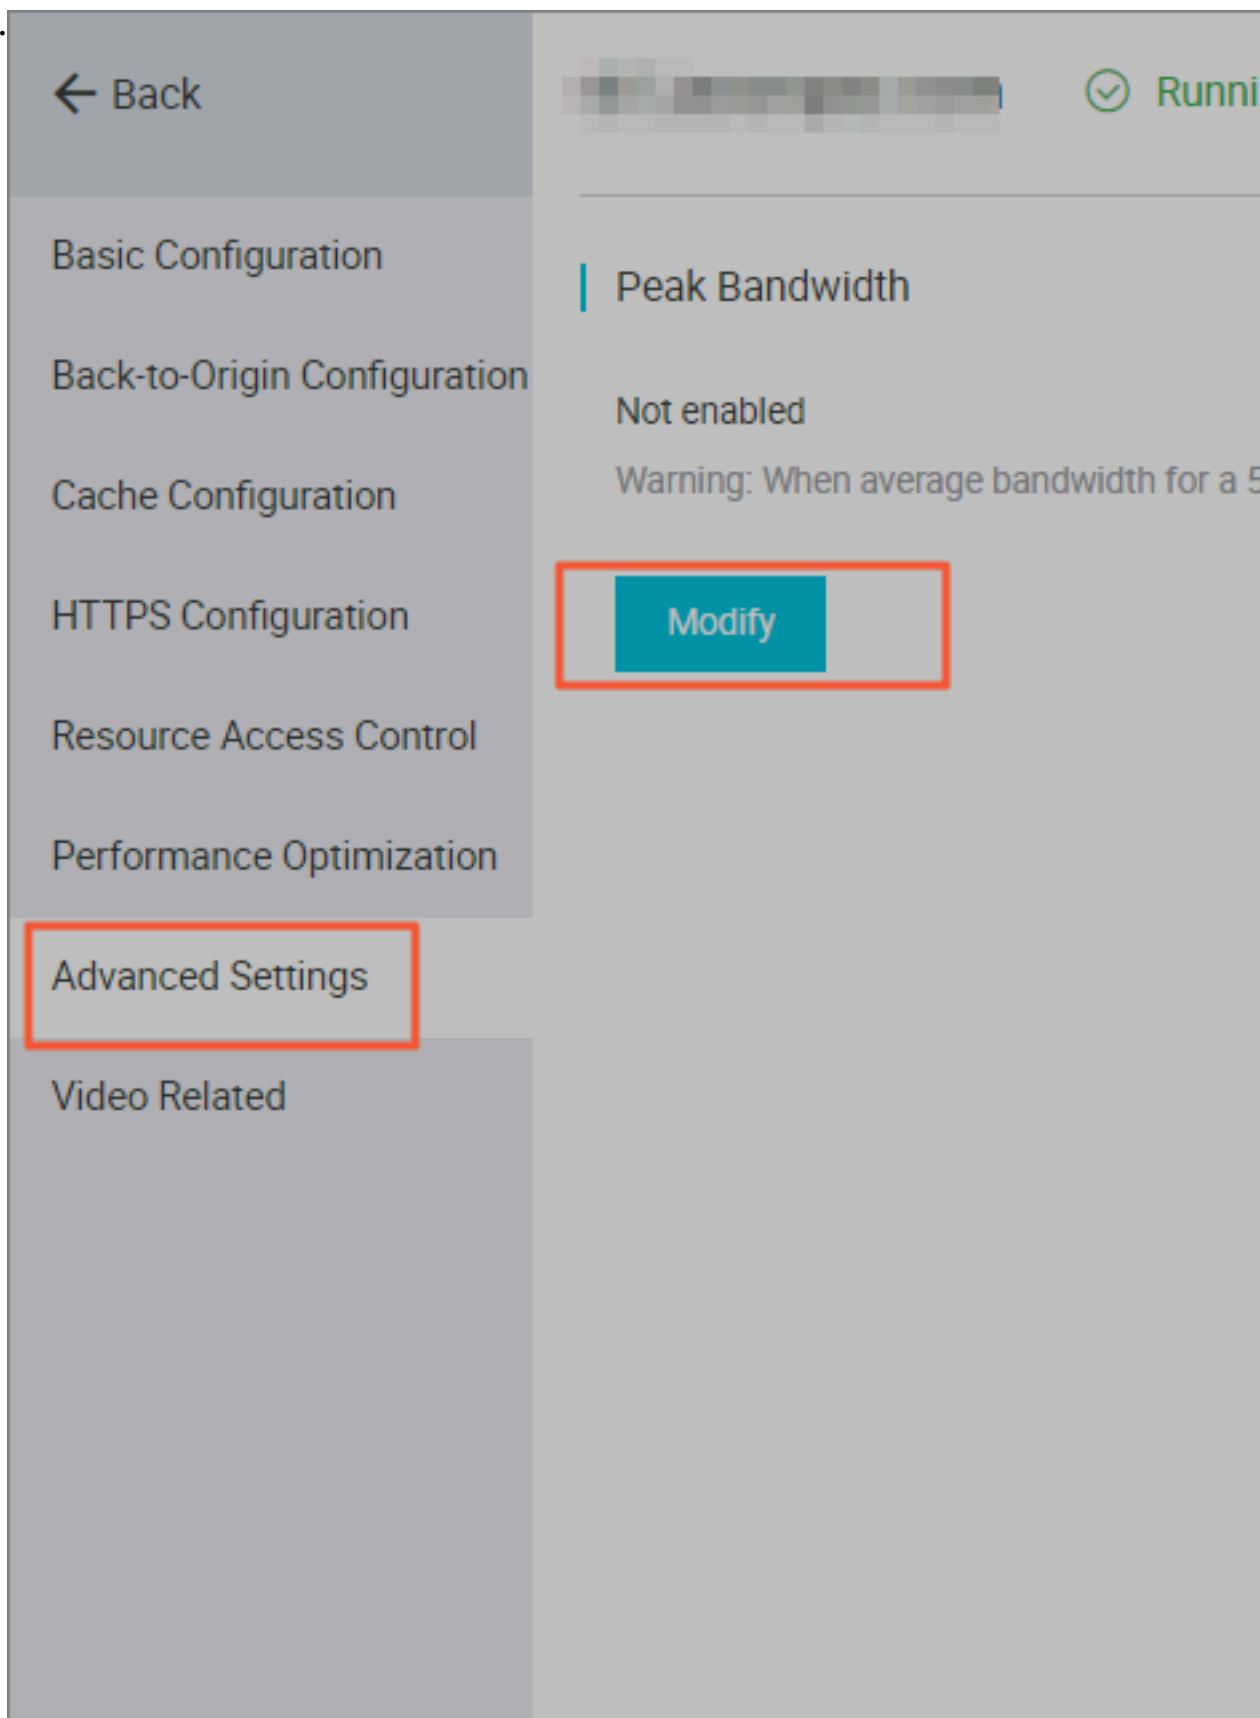 Back
Runni
Basic Configuration
Peak Bandwidth
Back-to-Origin Configuration
Not enabled
Cache Configuration
Warning: When average bandwidth for a 5
HTTPS Configuration
Modify
Resource Access Control
Performance Optimization
Advanced Settings
Video Related